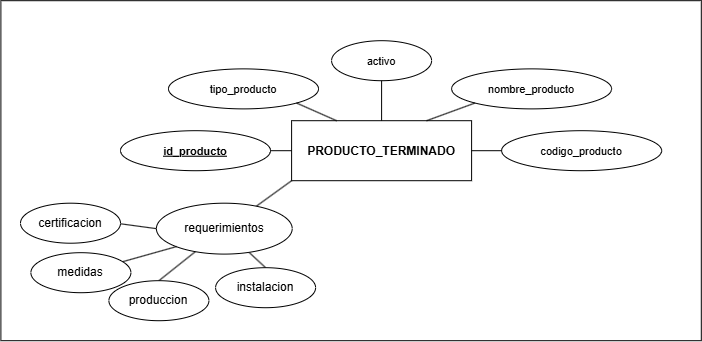 activo
tipo_producto
nombre_producto
id_producto
PRODUCTO_TERMINADO
codigo_producto
certificacion
requerimientos
medidas
produccion
instalacion